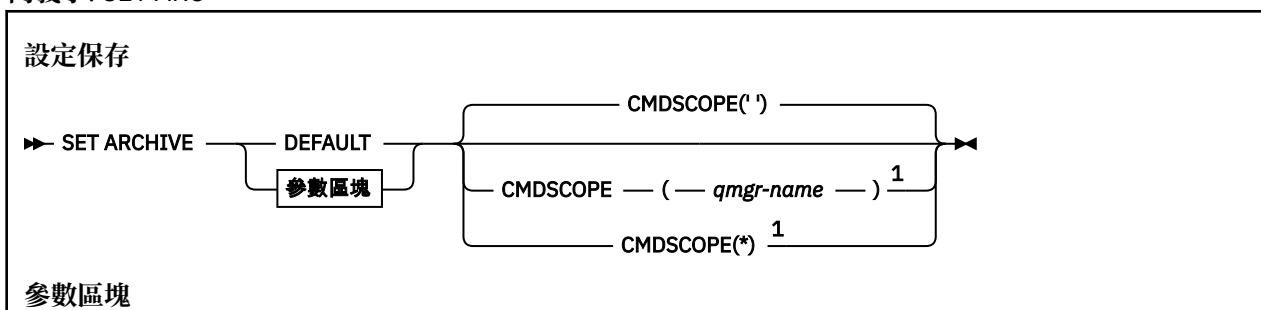 設定保存
CMDSCOPE(' ')
SET ARCHIVE DEFAULT
參數區塊
CMDSCOPE ( qmgr-name ) 1
CMDSCOPE(*) 1
參數區塊